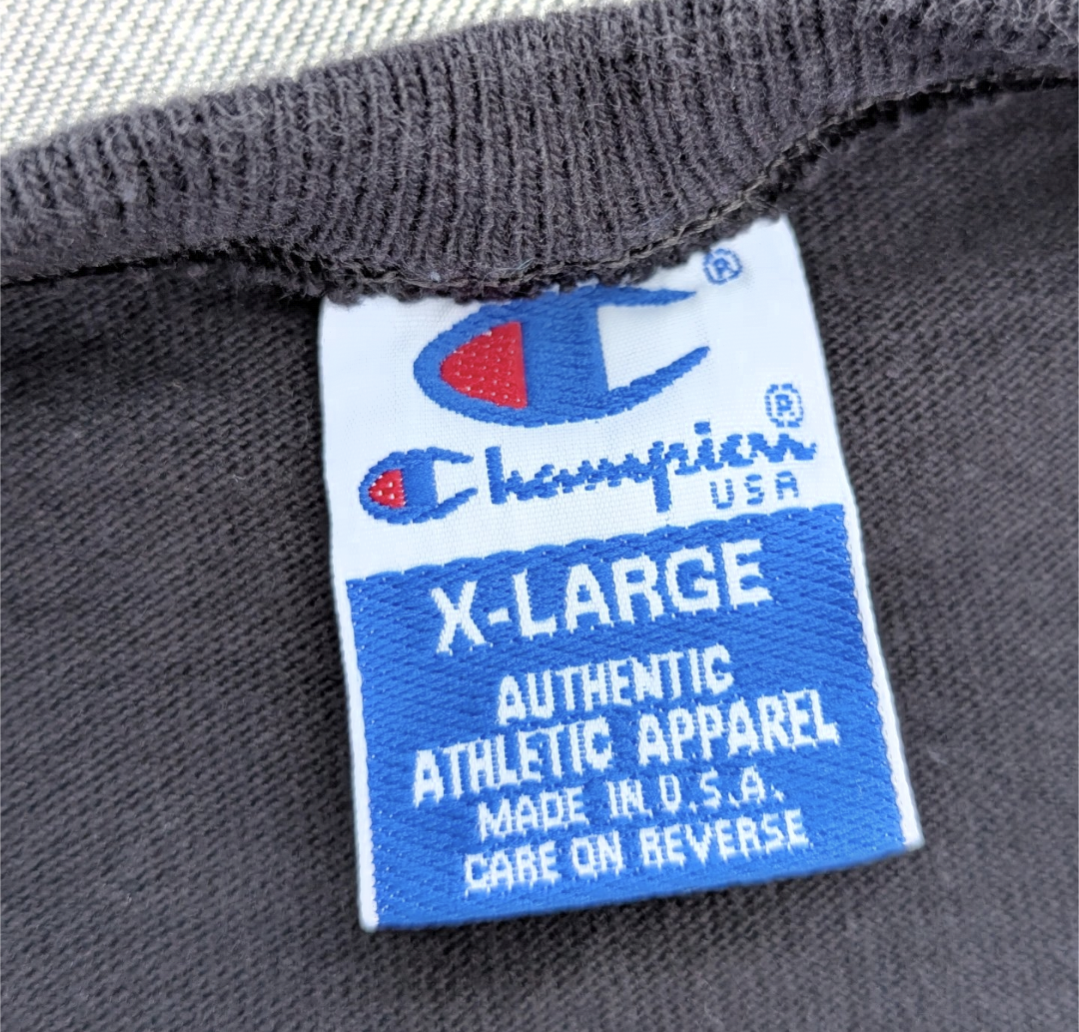 ®
Champion®
USA
X-LARGE
AUTHENTIC
ATHLETIC APPAREL
MADE IN U.S.A.
CARE ON REVERSE